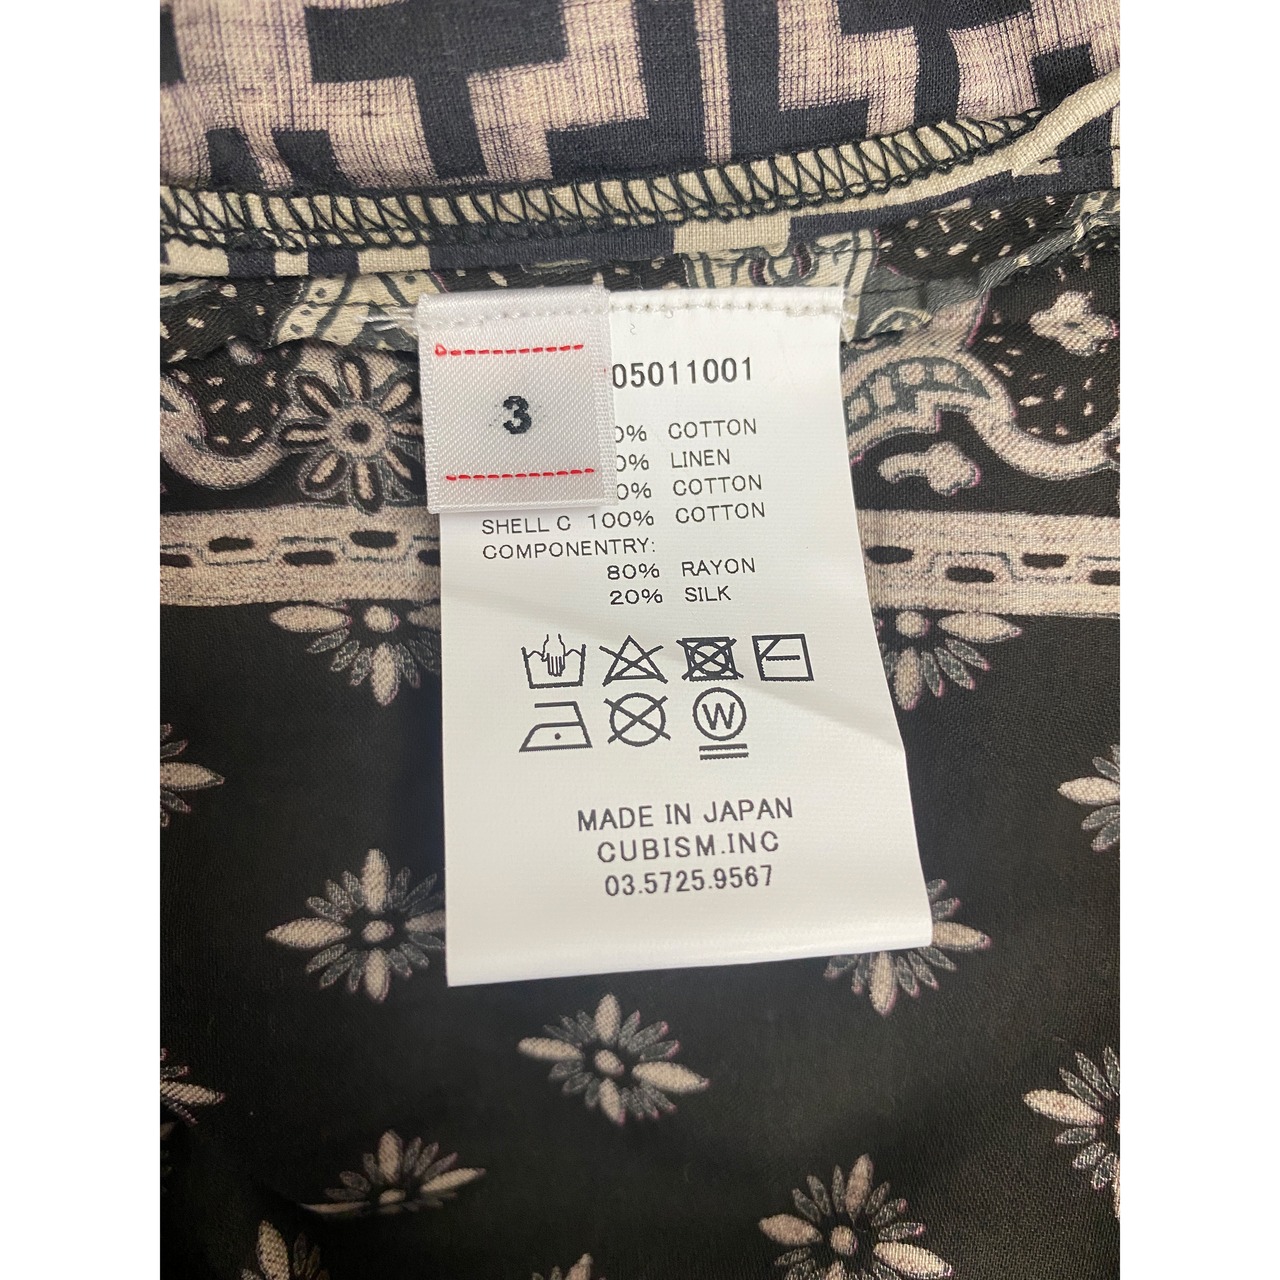 3
05011001
0% COTTON
0% LINEN
0% COTTON
SHELL C 100% COTTON
COMPONENTRY:
80% RAYON
20% SILK
W
MADE IN JAPAN
CUBISM.INC
03.5725.9567